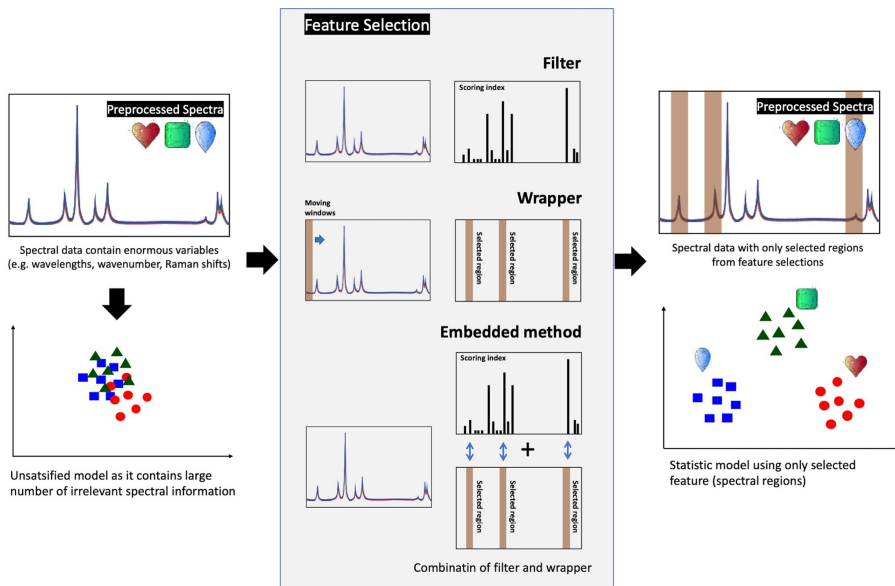 Feature Selection
Preprocessed Spectra
Spectral data contain enormous variables
(e.g. wavelengths, wavenumber, Raman shifts)
Unsatisfied model as it contains large
number of irrelevant spectral information
Filter
Scoring index
Wrapper
Moving
windows
Selected region
Selected region
Selected region
Embedded method
Scoring index
+
Selected region
Selected region
Selected region
Combinatin of filter and wrapper
Preprocessed Spectra
Spectral data with only selected regions
from feature selections
Statistic model using only selected
feature (spectral regions)